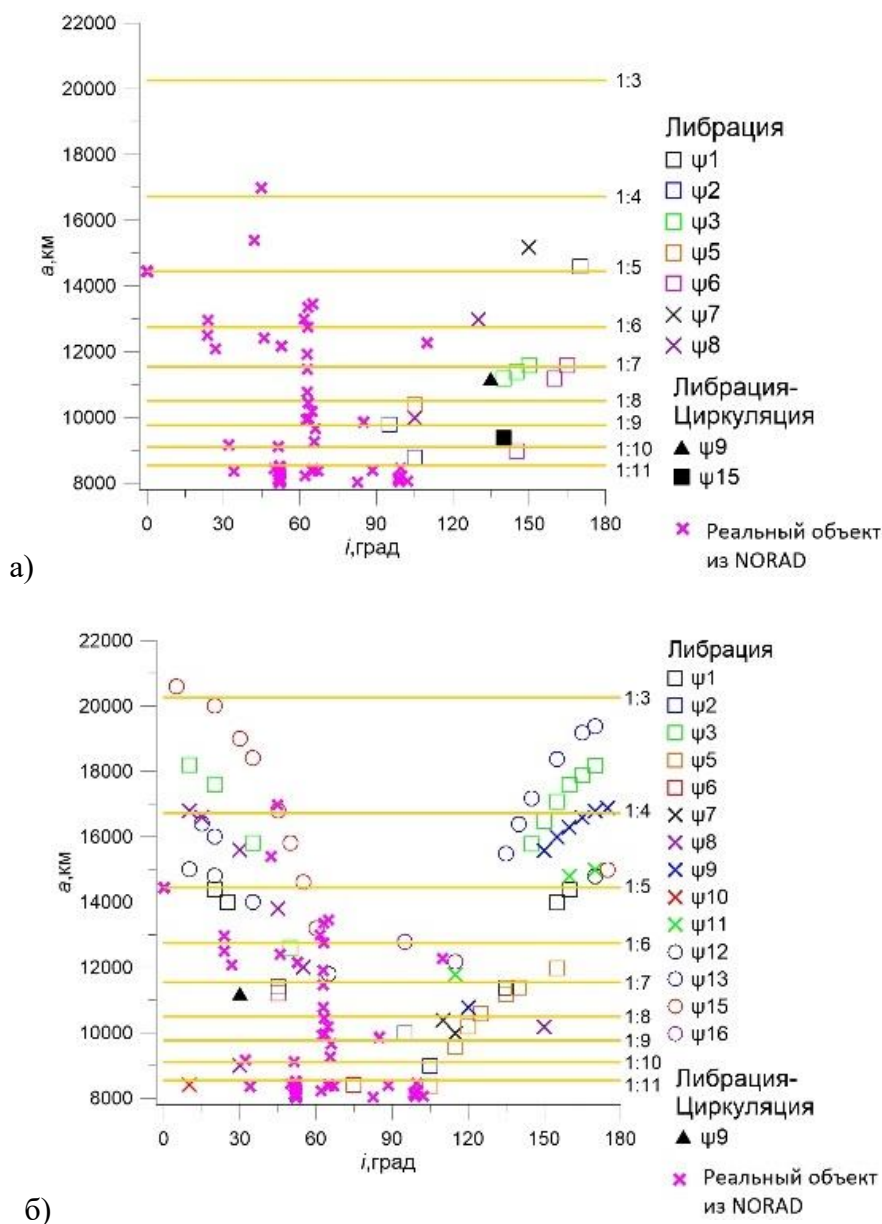 22000
20000
18000
16000
14000
12000
10000
8000
a,км
1:3
1:4
1:5
1:6
1:7
1:8
1:9
1:10
1:11
0 30 60 90 120 150 180
i,град
Либрация
ψ1
ψ2
ψ3
ψ5
ψ6
ψ7
ψ8
Либрация-
Циркуляция
ψ9
ψ15
Реальный объект
из NORAD
а)
22000
20000
18000
16000
14000
12000
10000
8000
a,км
1:3
1:4
1:5
1:6
1:7
1:8
1:9
1:10
1:11
0 30 60 90 120 150 180
i,град
Либрация
ψ1
ψ2
ψ3
ψ5
ψ6
ψ7
ψ8
ψ9
ψ10
ψ11
ψ12
ψ13
ψ15
ψ16
Либрация-
Циркуляция
ψ9
Реальный объект
из NORAD
б)